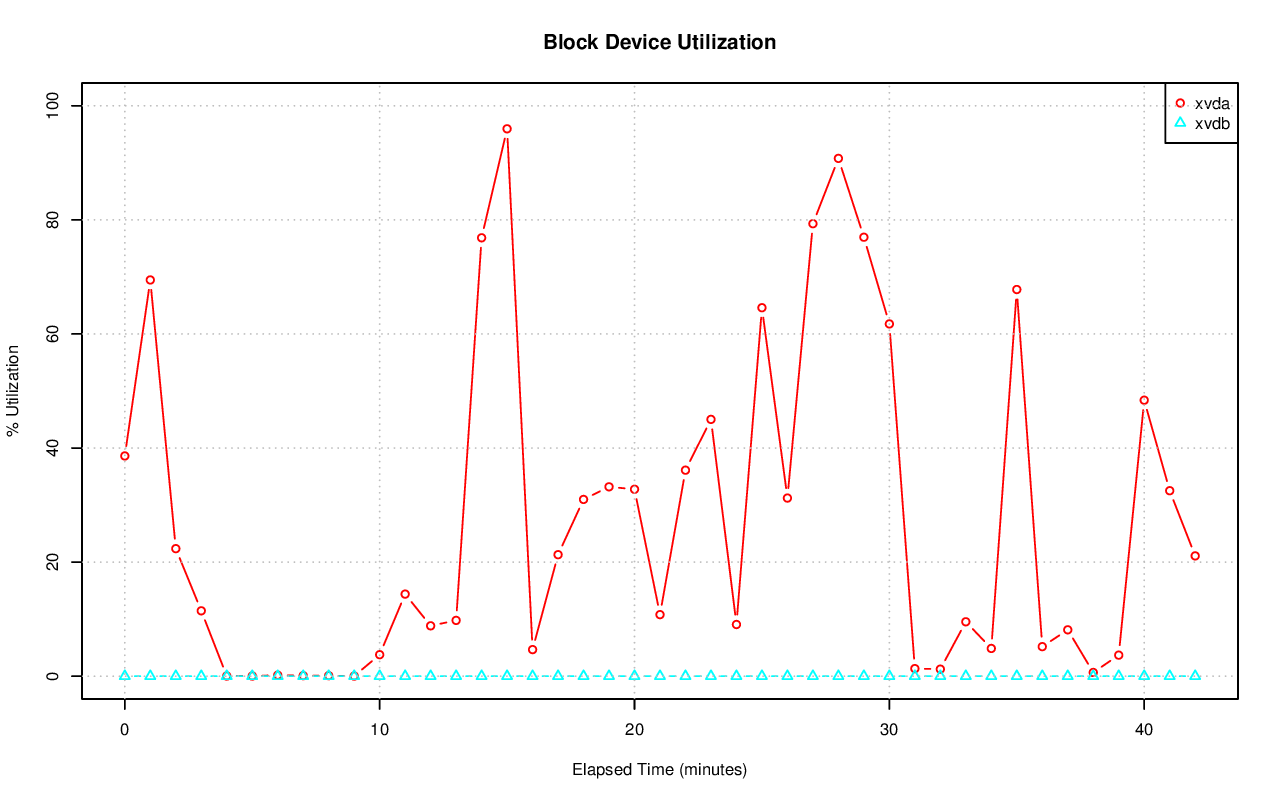 Block Device Utilization
xvda
xvdb
% Utilization
100
80
60
40
20
0
0 10 20 30 40
Elapsed Time (minutes)